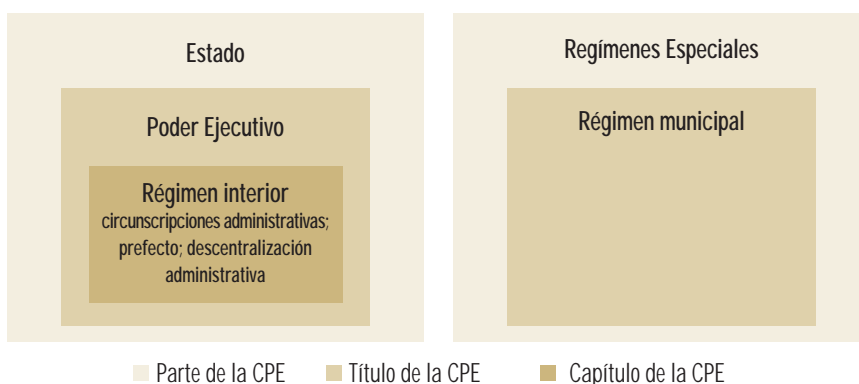 Estado
Poder Ejecutivo
Régimen interior
circunscripciones administrativas;
prefecto; descentralización
administrativa
Regímenes Especiales
Régimen municipal
Parte de la CPE
Título de la CPE
Capítulo de la CPE